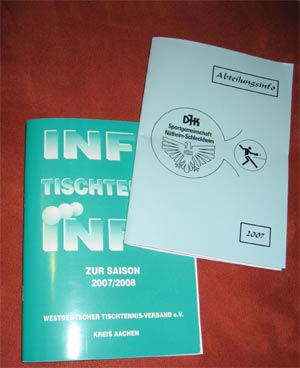 Abteilungsinfo
DJK
Sportgemeinschaft
Nütheim-Schleckheim
2007
INF
TISCHTEN
INF
ZUR SAISON
2007/2008
WESTDEUTSCHER TISCHTENNIS-VERBAND e.V.
KREIS AACHEN